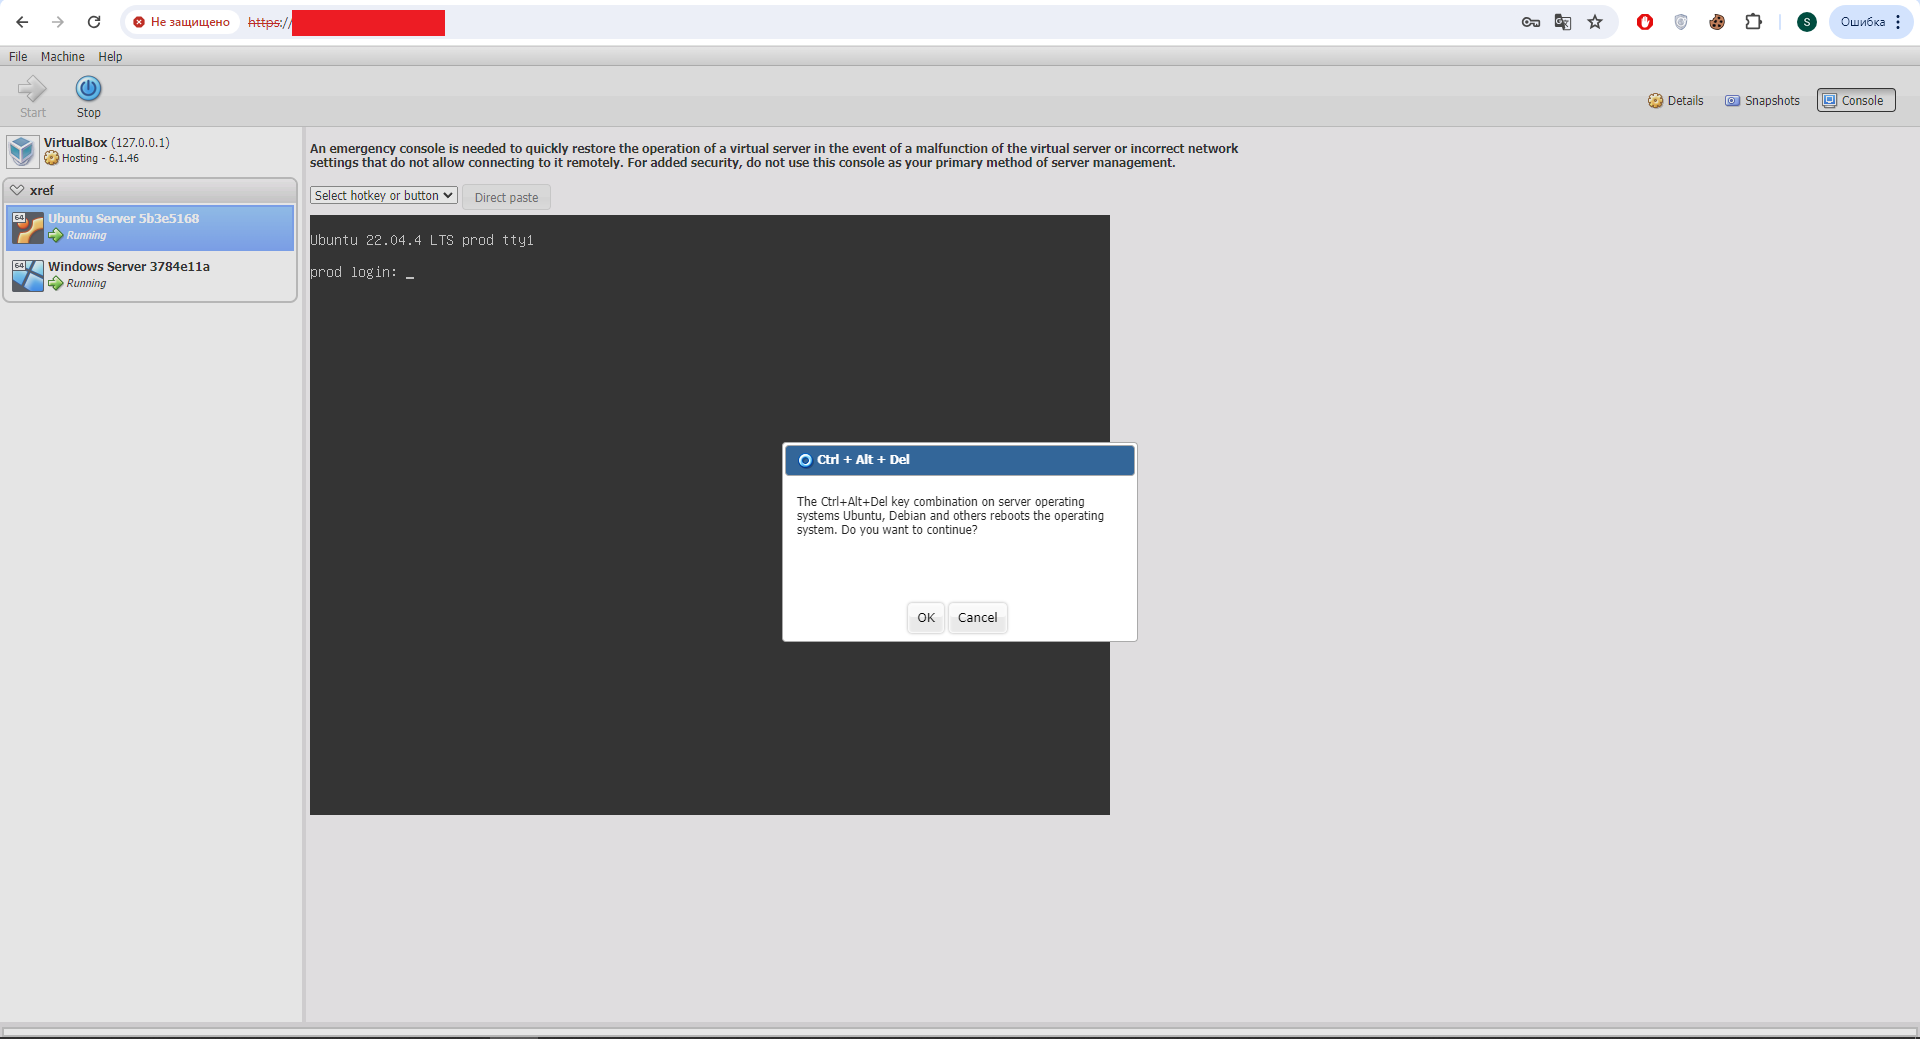 Не защищено https://
Ошибка
File Machine Help
Start Stop
Details Snapshots Console
VirtualBox (127.0.0.1)
Hosting - 6.1.46
xref
64 Ubuntu Server 5b3e5168
Running
64 Windows Server 3784e11a
Running
An emergency console is needed to quickly restore the operation of a virtual server in the event of a malfunction of the virtual server or incorrect network
settings that do not allow connecting to it remotely. For added security, do not use this console as your primary method of server management.
Select hotkey or button Direct paste
Ubuntu 22.04.4 LTS prod tty1
prod login: _
Ctrl + Alt + Del
The Ctrl+Alt+Del key combination on server operating
systems Ubuntu, Debian and others reboots the operating
system. Do you want to continue?
OK Cancel
S